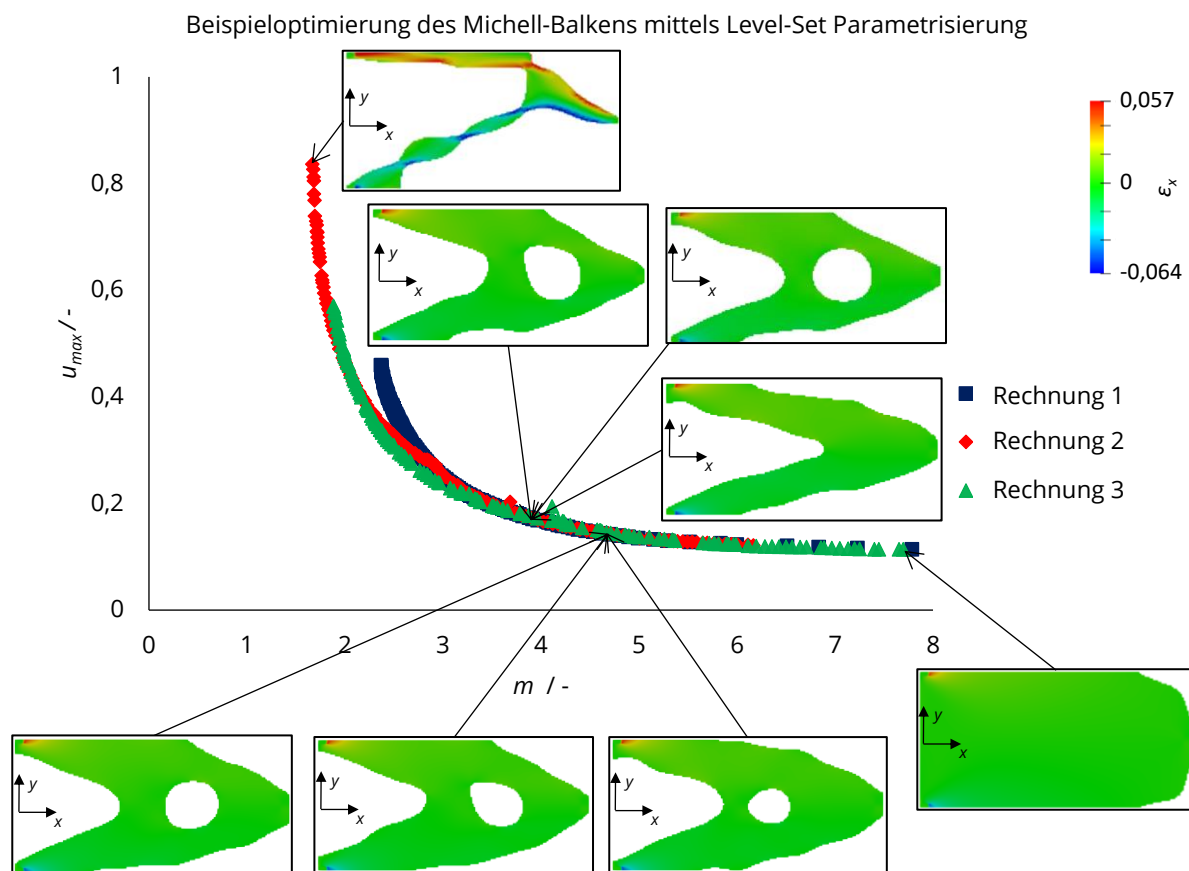 Beispieloptimierung des Michell-Balkens mittels Level-Set Parametrisierung
1
0,8
0,6
0,4
0,2
0
u_max / -
0 1 2 3 4 5 6 7 8
m / -
y
x
y
x
y
x
y
x
y
x
y
x
y
x
y
x
0,057
0
-0,064
ε_x
Rechnung 1
Rechnung 2
Rechnung 3